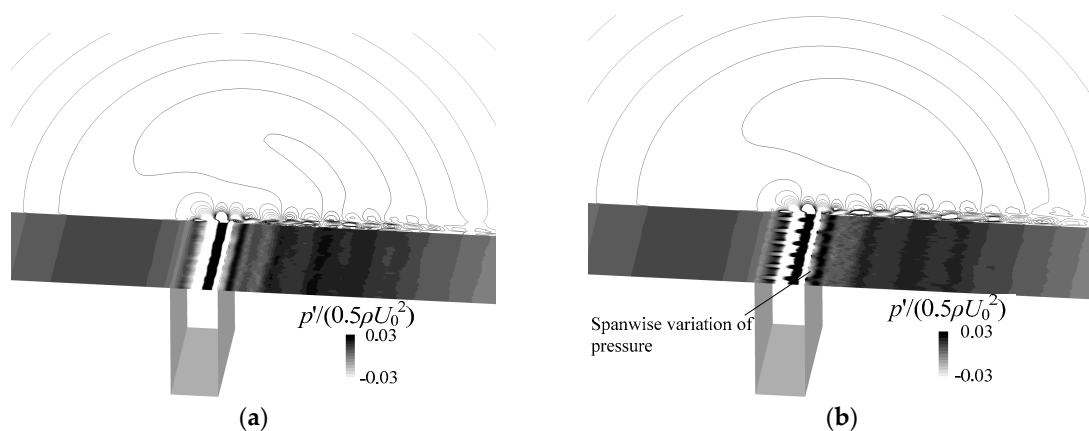 p'/(0.5ρU₀²)
0.03
-0.03
(a)
Spanwise variation of
pressure
p'/(0.5ρU₀²)
0.03
-0.03
(b)